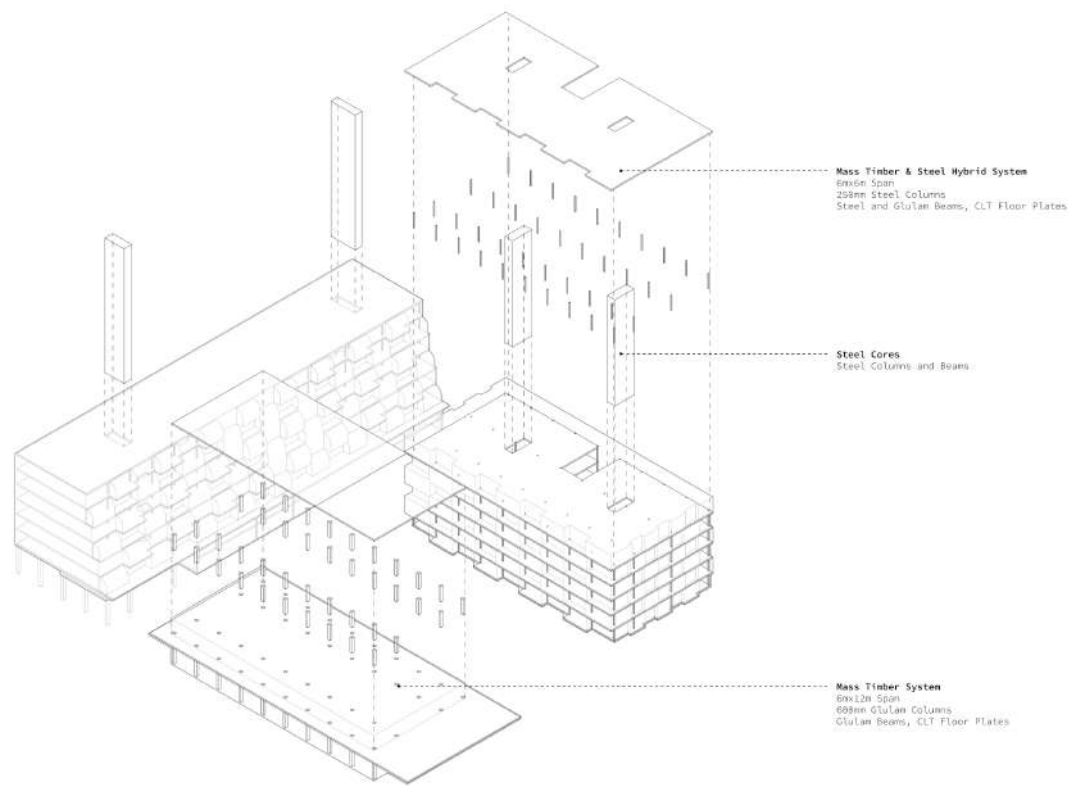 Mass Timber & Steel Hybrid System
6mx6m Span
250mm Steel Columns
Steel and Glulam Beams, CLT Floor Plates
Steel Cores
Steel Columns and Beams
Mass Timber System
6mx12m Span
600mm Glulam Columns
Glulam Beams, CLT Floor Plates